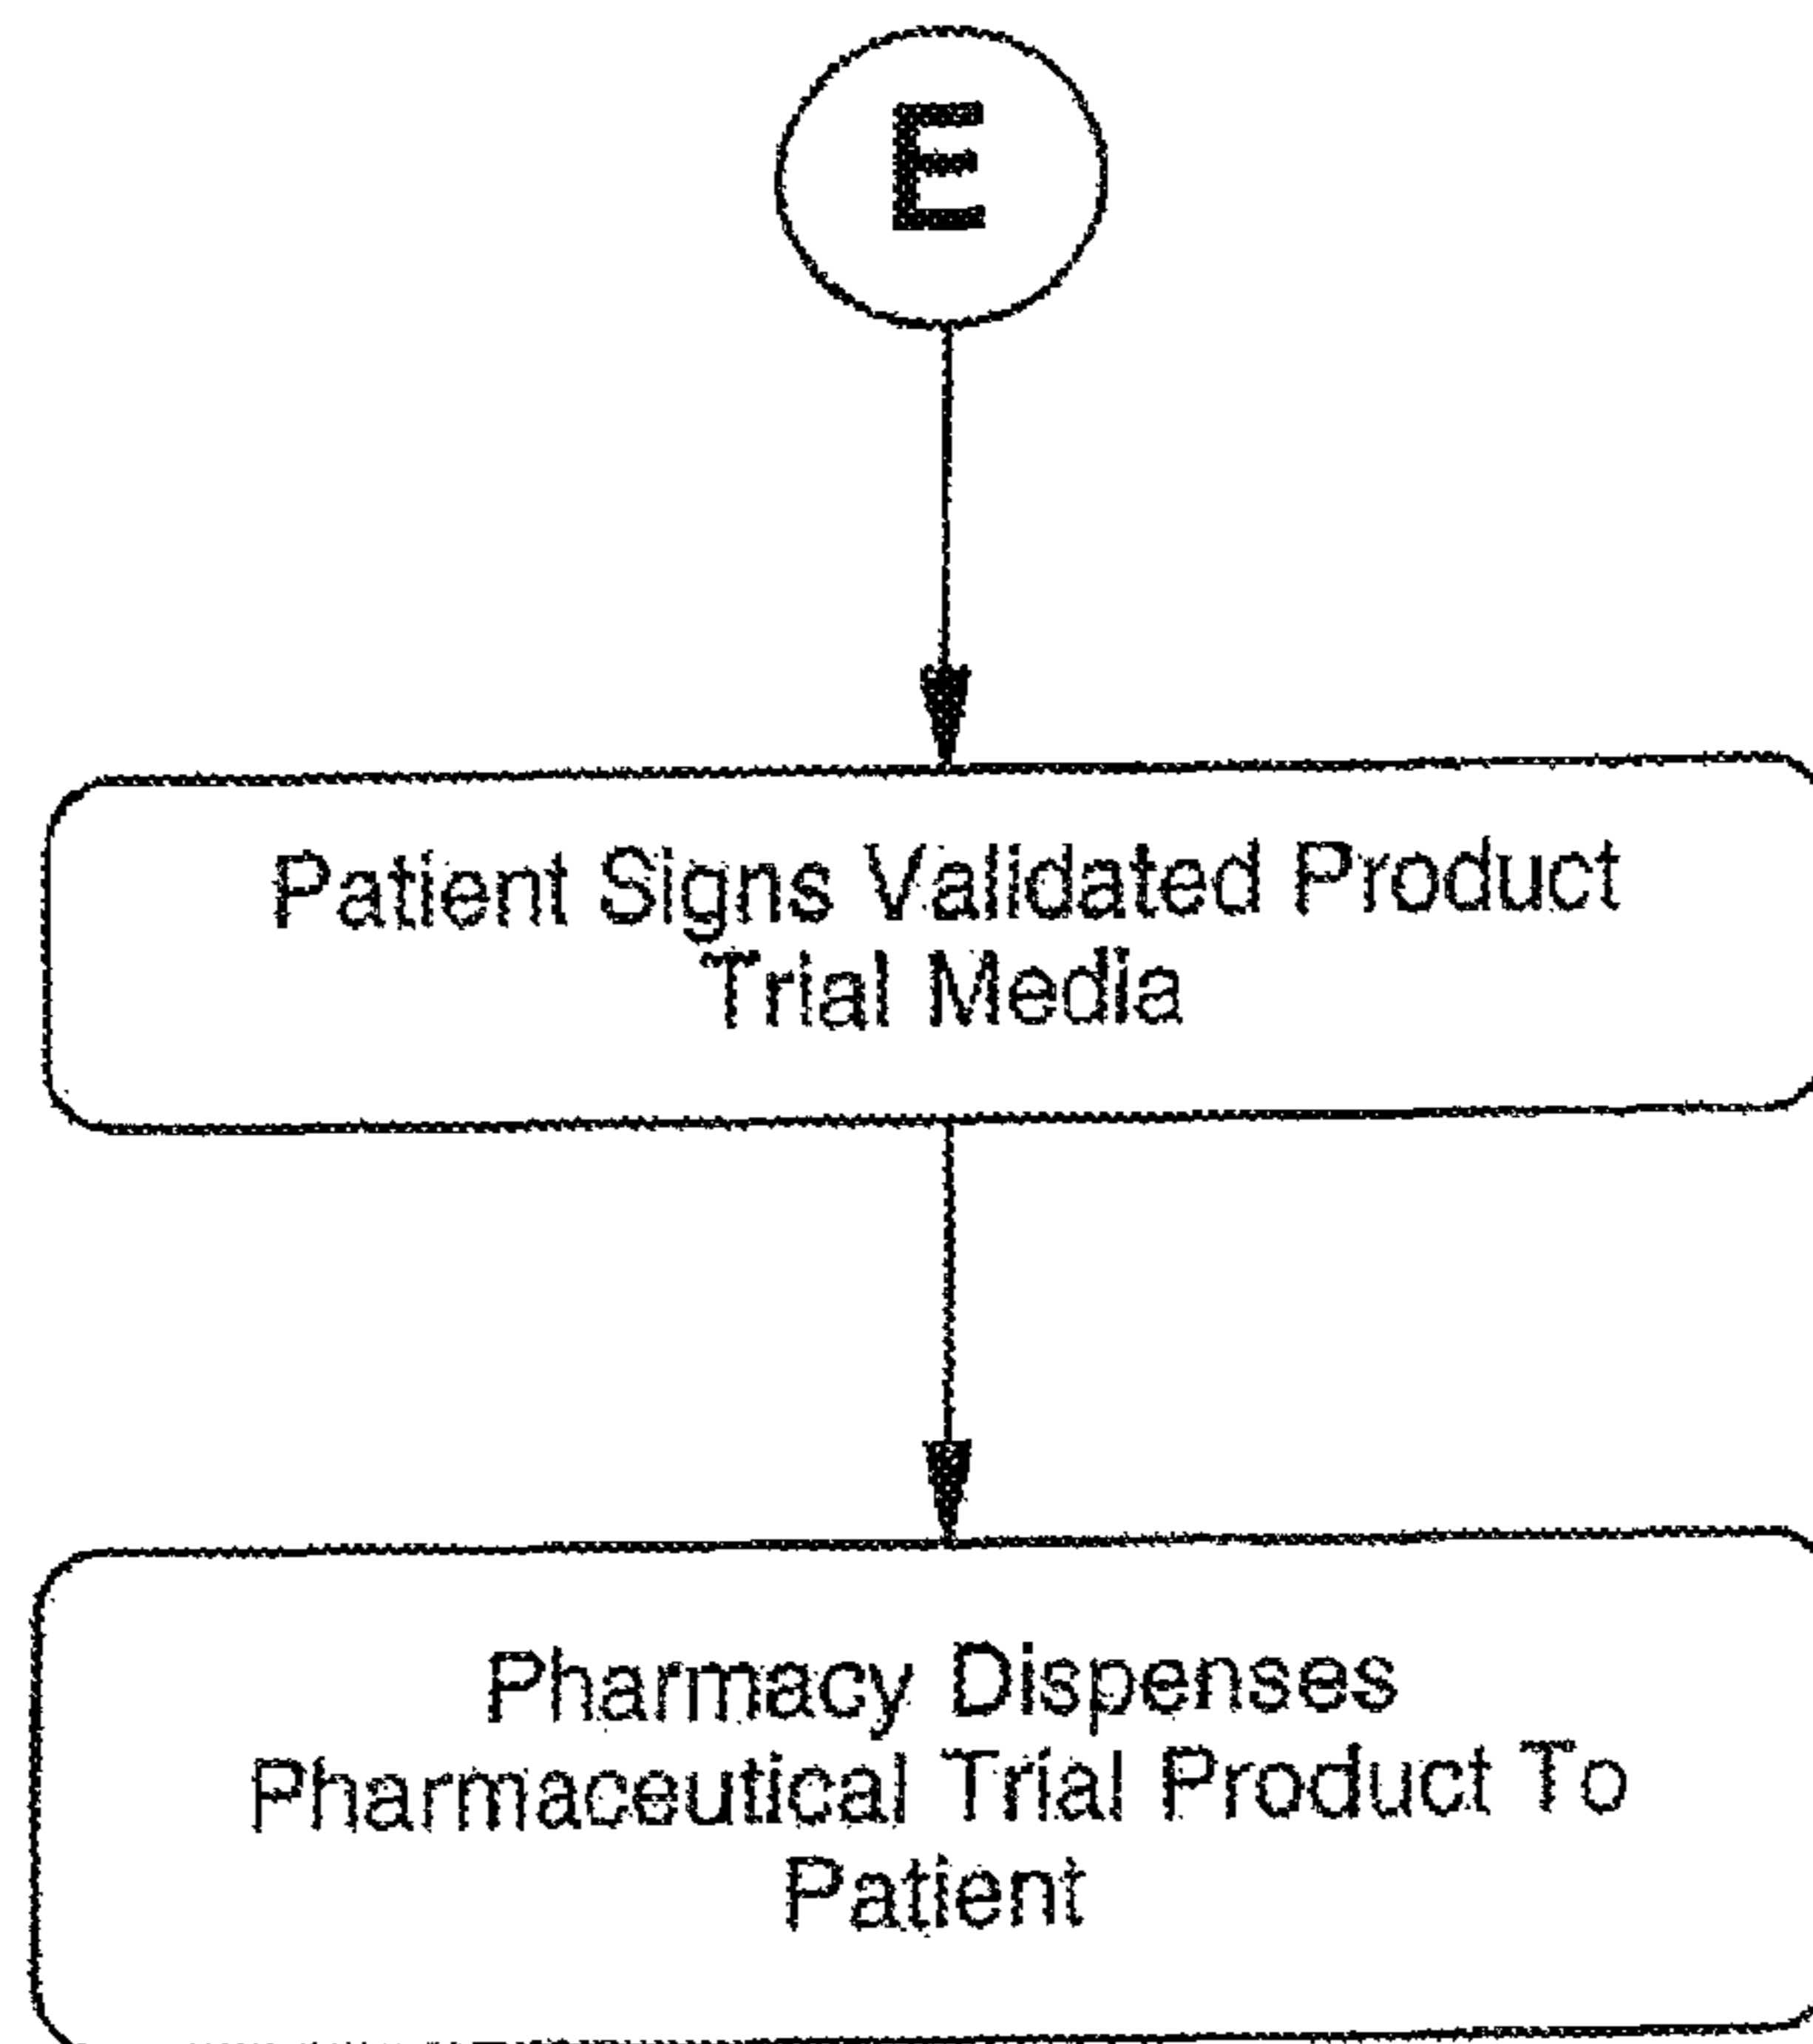 E
Patient Signs Validated Product
Trial Media
Pharmacy Dispenses
Pharmaceutical Trial Product To
Patient